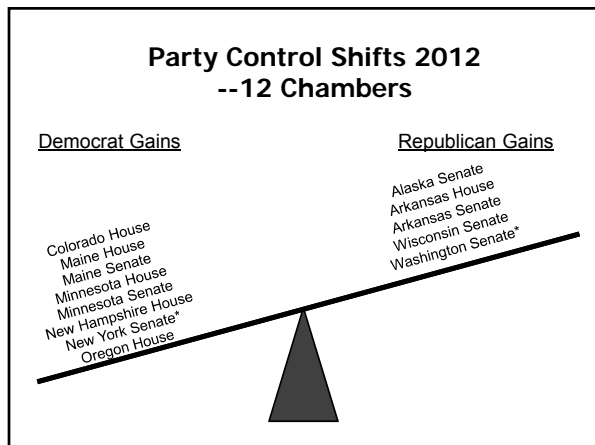 Party Control Shifts 2012
--12 Chambers
Democrat Gains
Colorado House
Maine House
Maine Senate
Minnesota House
Minnesota Senate
New Hampshire House
New York Senate*
Oregon House
Republican Gains
Alaska Senate
Arkansas House
Arkansas Senate
Wisconsin Senate
Washington Senate*